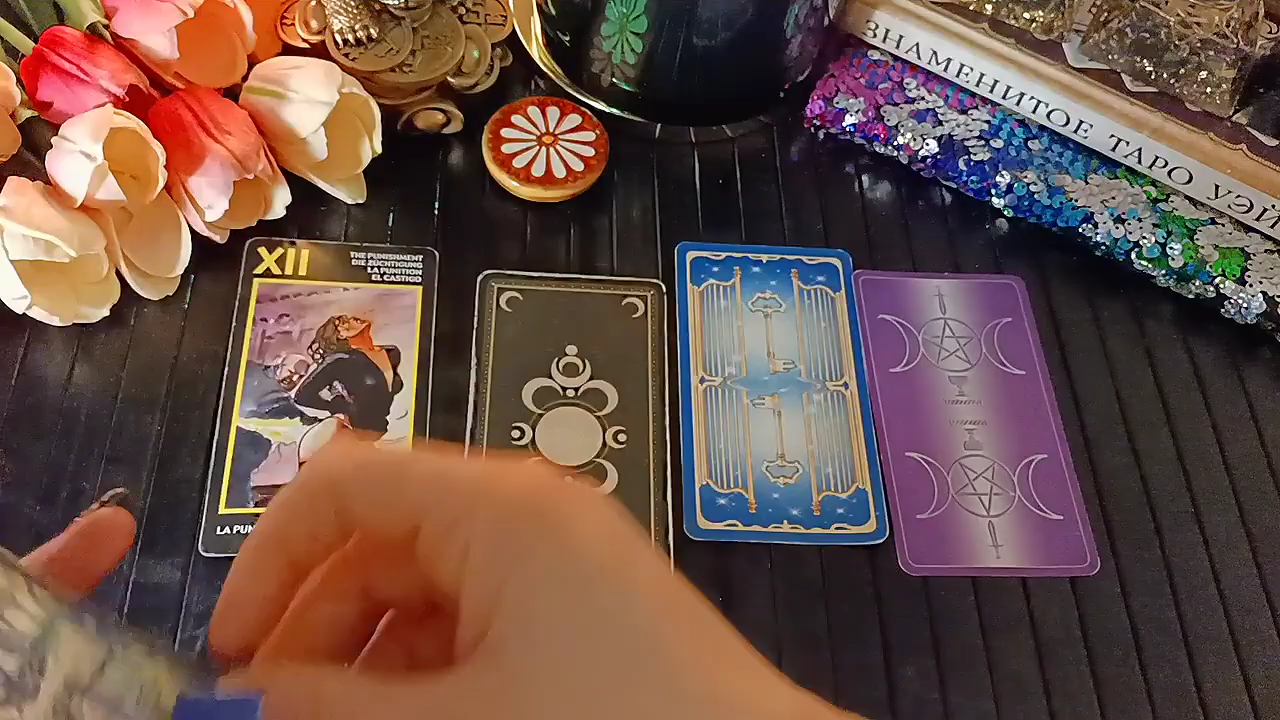 ЗНАМЕНИТОЕ ТАРО УЭЙ
XII
THE PUNISHMENT
DIE ZÜCHTIGUNG
LA PUNITION
EL CASTIGO
LA PUN